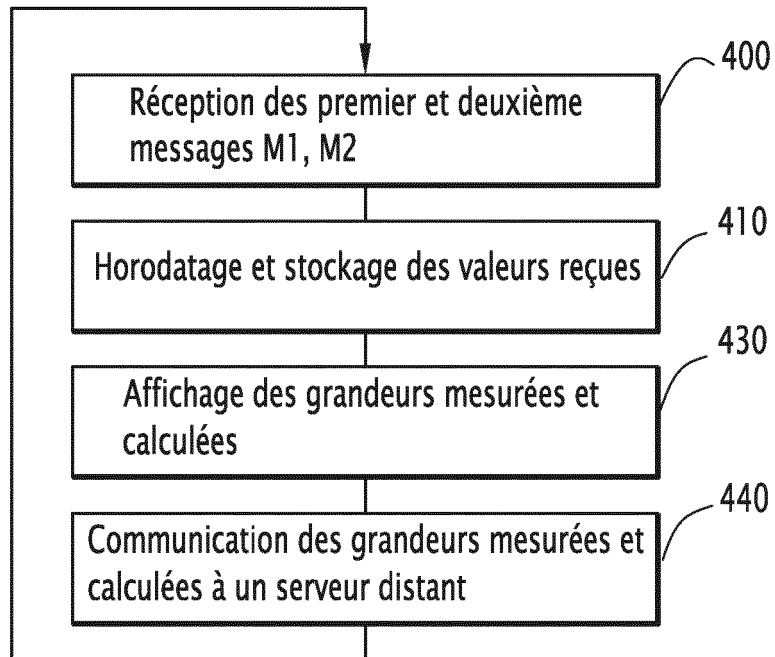 400
Réception des premier et deuxième
messages M1, M2
410
Horodatage et stockage des valeurs reçues
430
Affichage des grandeurs mesurées et
calculées
440
Communication des grandeurs mesurées et
calculées à un serveur distant